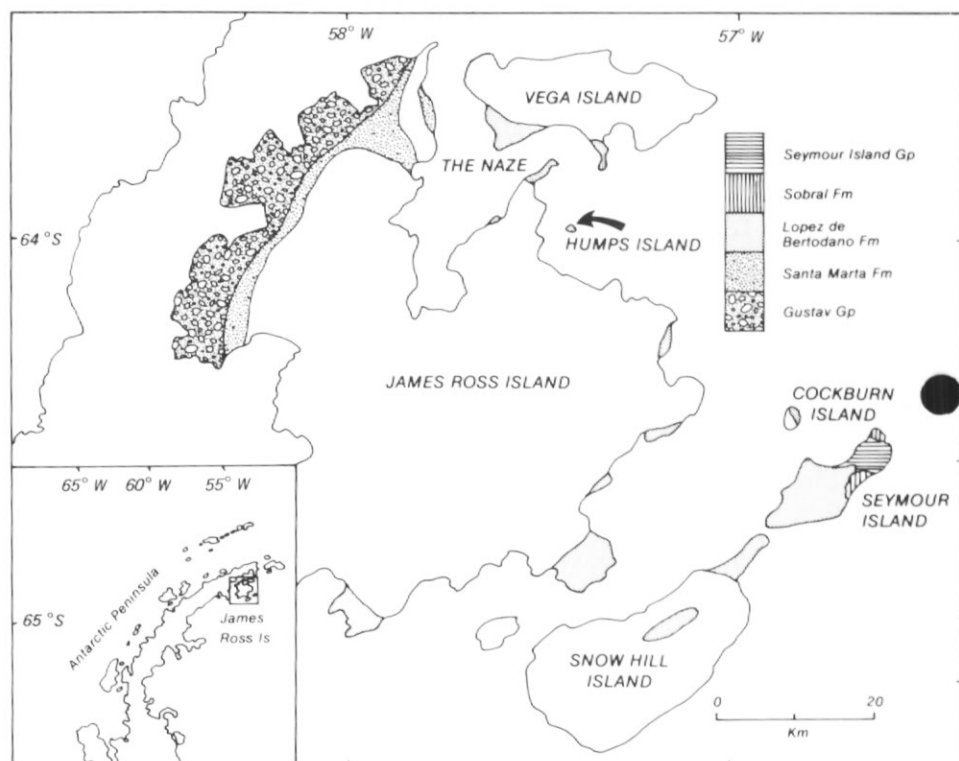 58° W
57° W
VEGA ISLAND
THE NAZE
64° S
HUMPS ISLAND
Seymour Island Gp
Sobral Fm
Lopez de
Bertodano Fm
Santa Marta Fm
Gustav Gp
JAMES ROSS ISLAND
COCKBURN
ISLAND
SEYMOUR
ISLAND
65° W 60° W 55° W
Antarctic Peninsula
James
Ross Is
65° S
SNOW HILL
ISLAND
0 20
Km